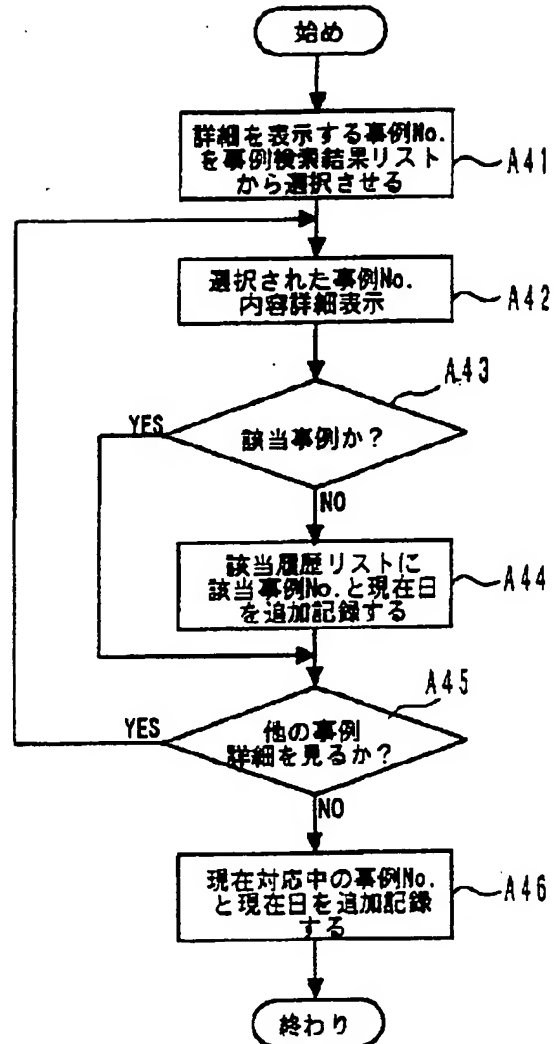 始め
詳細を表示する事例No.
を事例検索結果リスト
から選択させる
A41
選択された事例No.
内容詳細表示
A42
A43
YES
該当事例か？
NO
該当履歴リストに
該当事例No.と現在日
を追加記録する
A44
A45
YES
他の事例
詳細を見るか？
NO
現在対応中の事例No.
と現在日を追加記録
する
A46
終わり